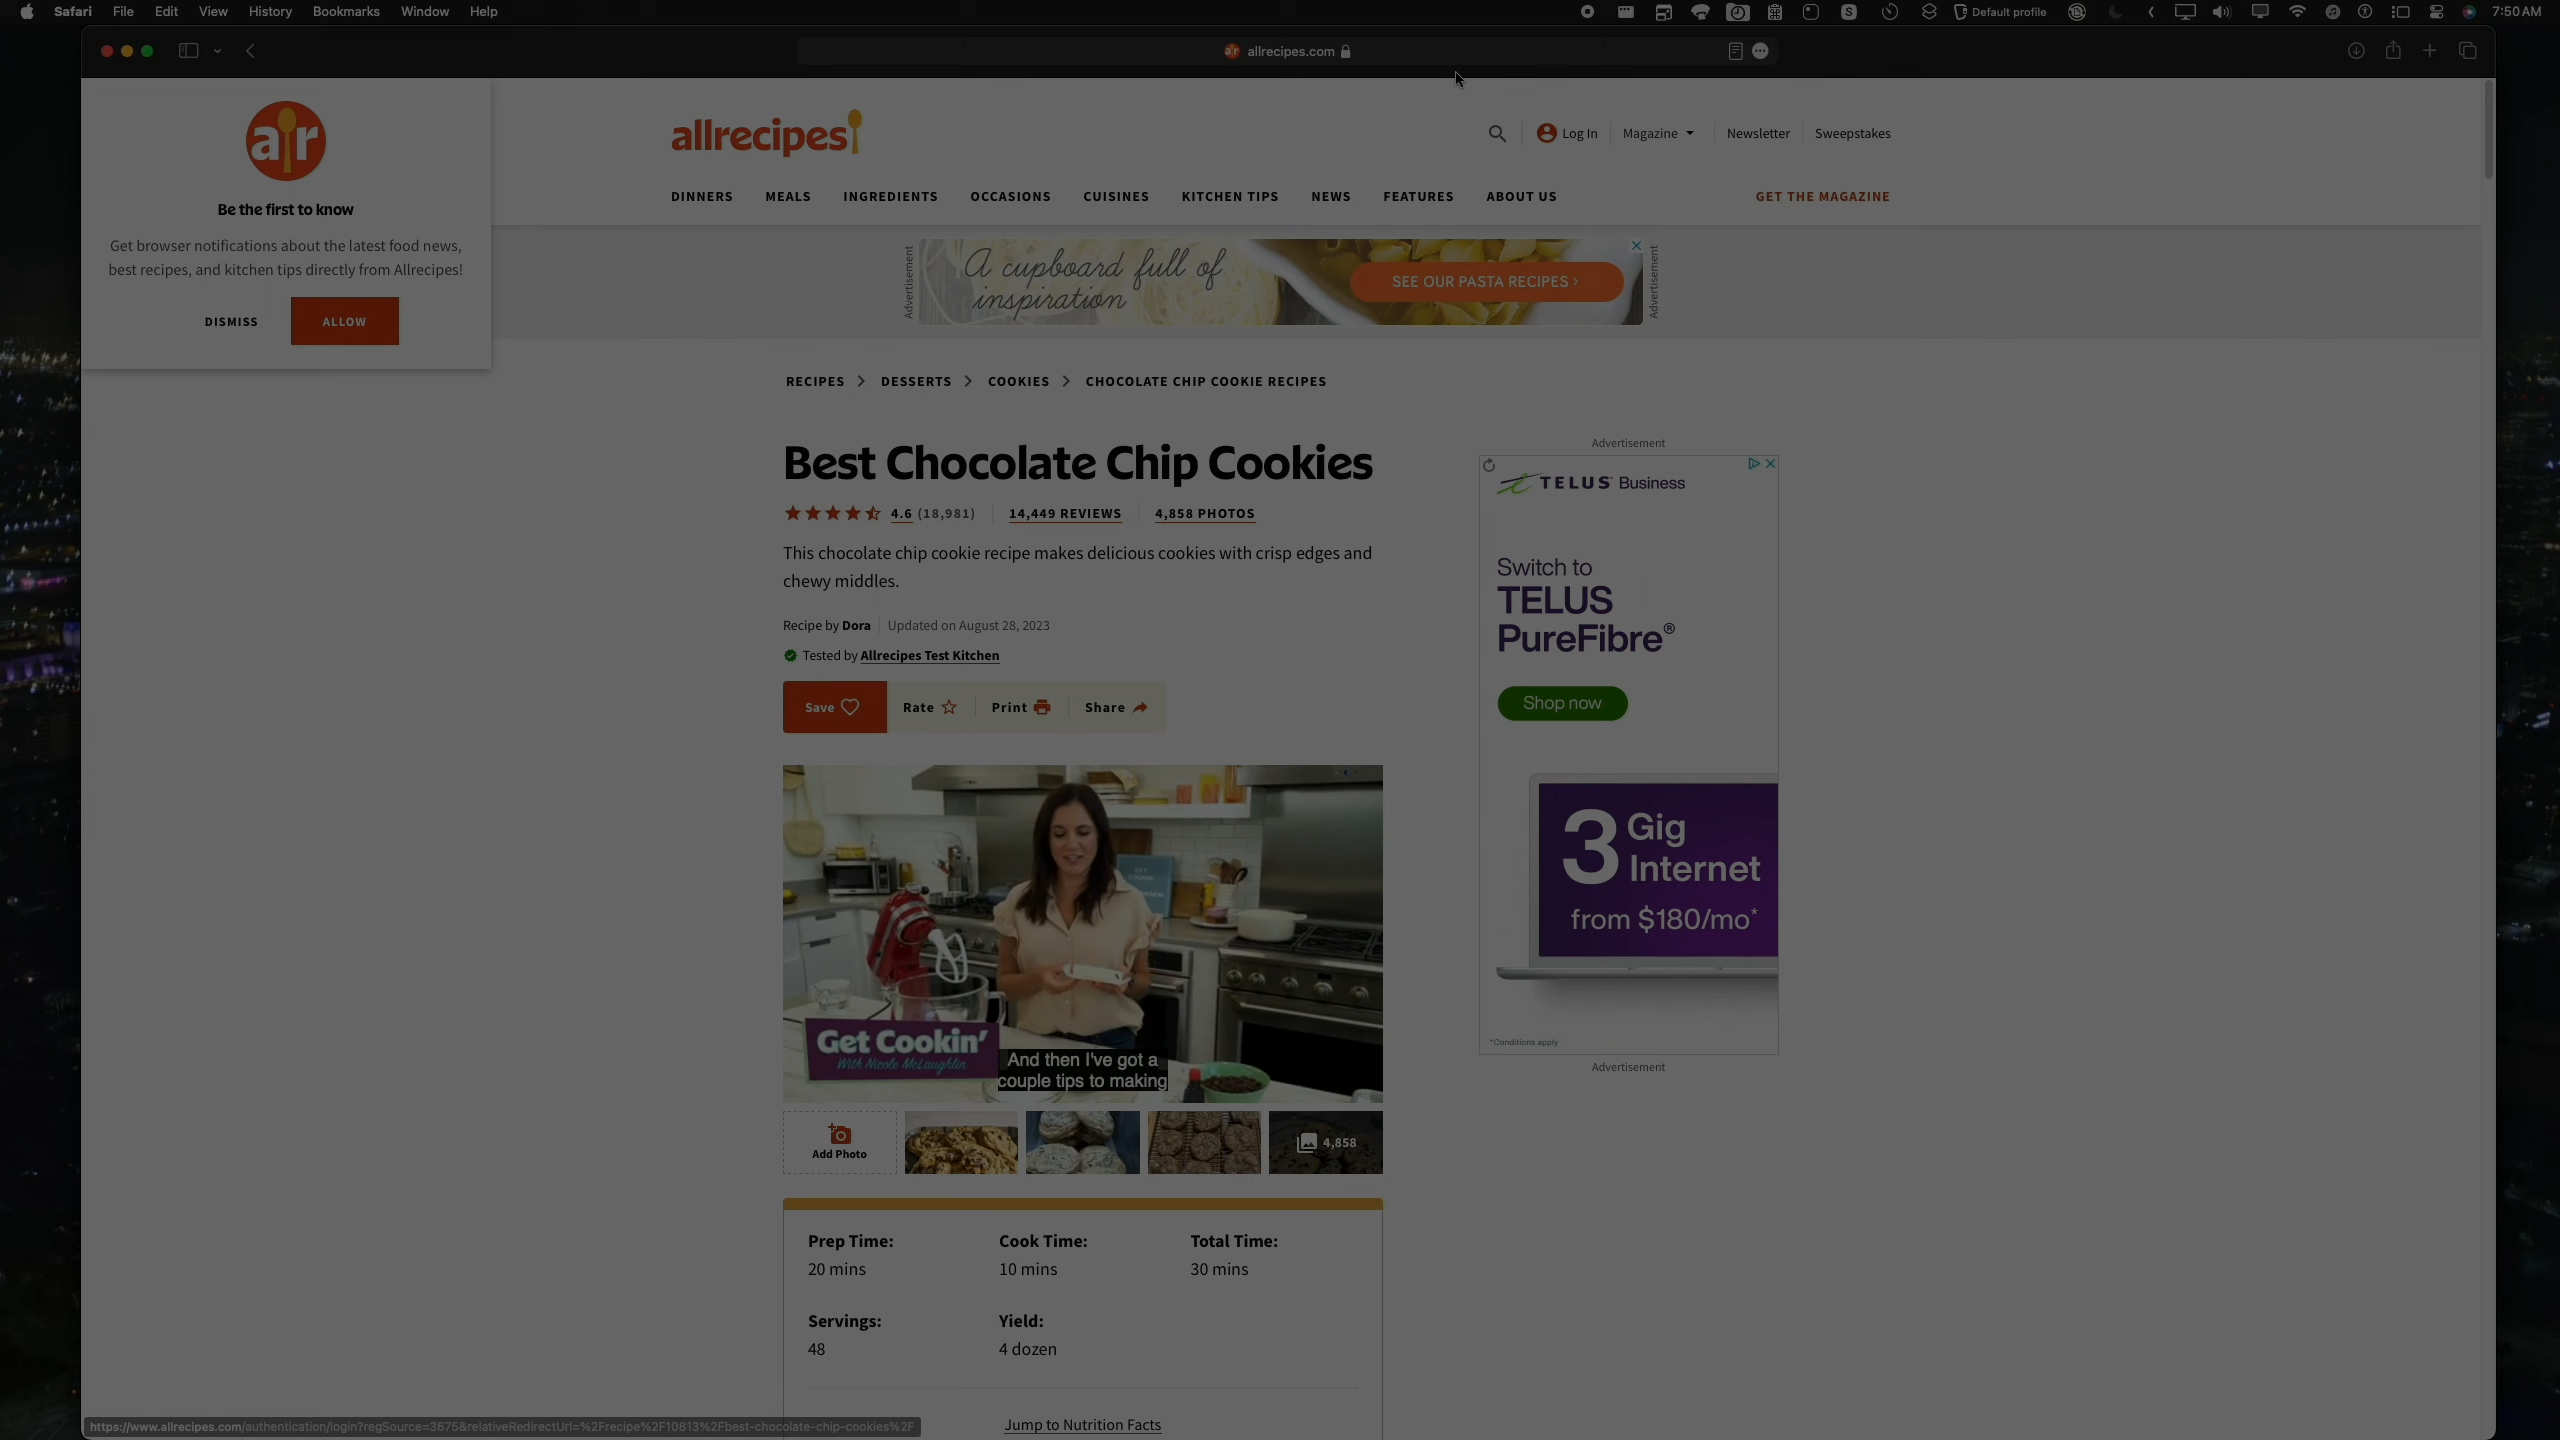 Safari File Edit View History Bookmarks Window Help
Default profile
7:50 AM
allrecipes.com
ar
Be the first to know
Get browser notifications about the latest food news,
best recipes, and kitchen tips directly from Allrecipes!
DISMISS
ALLOW
allrecipes
Log In
Magazine
Newsletter
Sweepstakes
DINNERS MEALS INGREDIENTS OCCASIONS CUISINES KITCHEN TIPS NEWS FEATURES ABOUT US
GET THE MAGAZINE
Advertisement
A cupboard full of
inspiration
SEE OUR PASTA RECIPES ›
Advertisement
RECIPES > DESSERTS > COOKIES > CHOCOLATE CHIP COOKIE RECIPES
Best Chocolate Chip Cookies
4.6 (18,981)
14,449 REVIEWS
4,858 PHOTOS
This chocolate chip cookie recipe makes delicious cookies with crisp edges and
chewy middles.
Recipe by Dora
Updated on August 28, 2023
Tested by Allrecipes Test Kitchen
Save
Rate
Print
Share
Get Cookin'
With Nicole McLaughlin
And then I've got a
couple tips to making
Add Photo
4,858
Prep Time:
20 mins
Cook Time:
10 mins
Total Time:
30 mins
Servings:
48
Yield:
4 dozen
Jump to Nutrition Facts
Advertisement
TELUS® Business
Switch to
TELUS
PureFibre®
Shop now
3 Gig
Internet
from $180/mo*
*Conditions apply
Advertisement
https://www.allrecipes.com/authentication/login?regSource=3675&relativeRedirectUrl=%2Frecipe%2F10813%2Fbest-chocolate-chip-cookies%2F